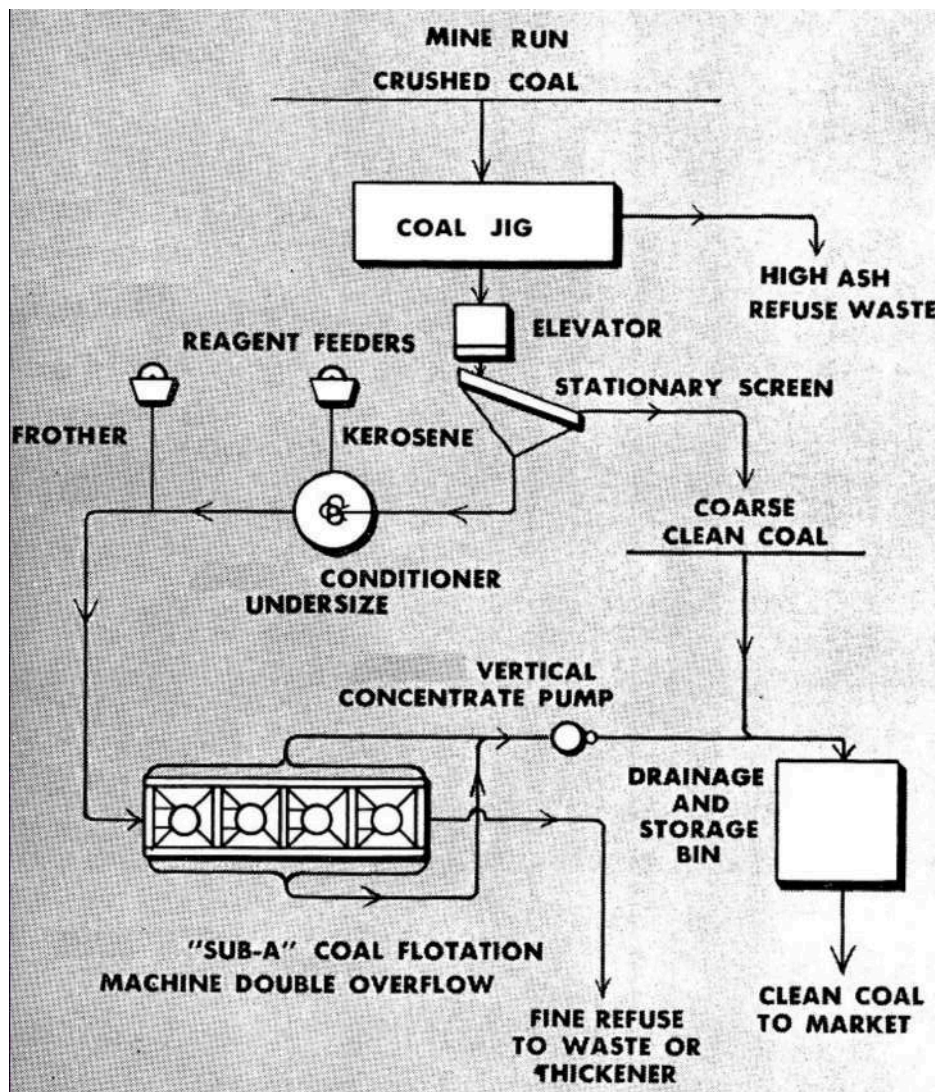 MINE RUN
CRUSHED COAL
COAL JIG
HIGH ASH
REFUSE WASTE
ELEVATOR
REAGENT FEEDERS
STATIONARY SCREEN
FROTHER
KEROSENE
COARSE
CLEAN COAL
CONDITIONER
UNDERSIZE
VERTICAL
CONCENTRATE PUMP
DRAINAGE
AND
STORAGE
BIN
"SUB-A" COAL FLOTATION
MACHINE DOUBLE OVERFLOW
FINE REFUSE
TO WASTE OR
THICKENER
CLEAN COAL
TO MARKET